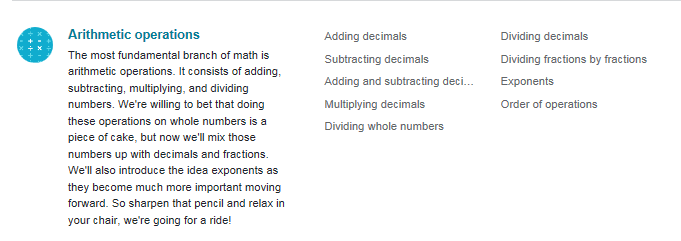 Arithmetic operations
The most fundamental branch of math is
arithmetic operations. It consists of adding,
subtracting, multiplying, and dividing
numbers. We're willing to bet that doing
these operations on whole numbers is a
piece of cake, but now we'll mix those
numbers up with decimals and fractions.
We'll also introduce the idea exponents as
they become much more important moving
forward. So sharpen that pencil and relax in
your chair, we're going for a ride!
Adding decimals
Subtracting decimals
Adding and subtracting deci...
Multiplying decimals
Dividing whole numbers
Dividing decimals
Dividing fractions by fractions
Exponents
Order of operations